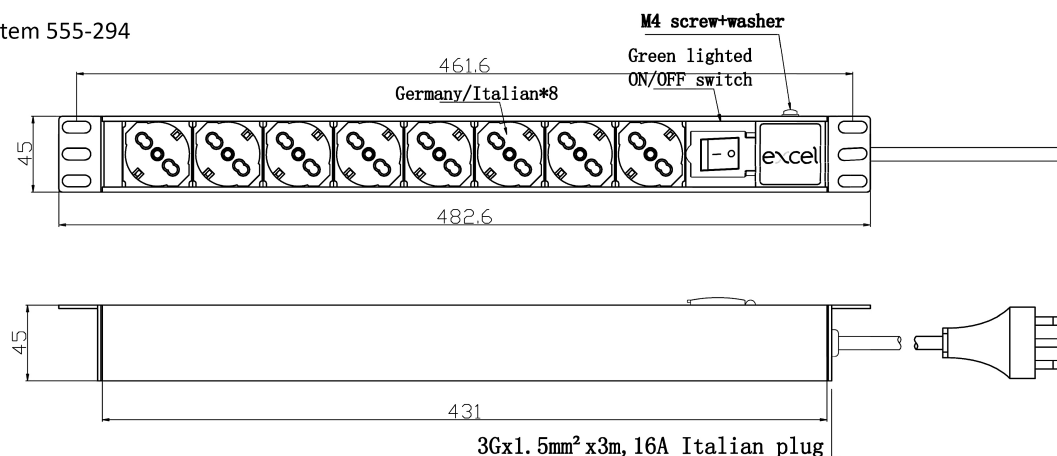 tem 555-294
M4 screw+washer
Green lighted
ON/OFF switch
461.6
Germany/Italian*8
45
excel
482.6
45
431
3Gx1.5mm² x3m, 16A Italian plug